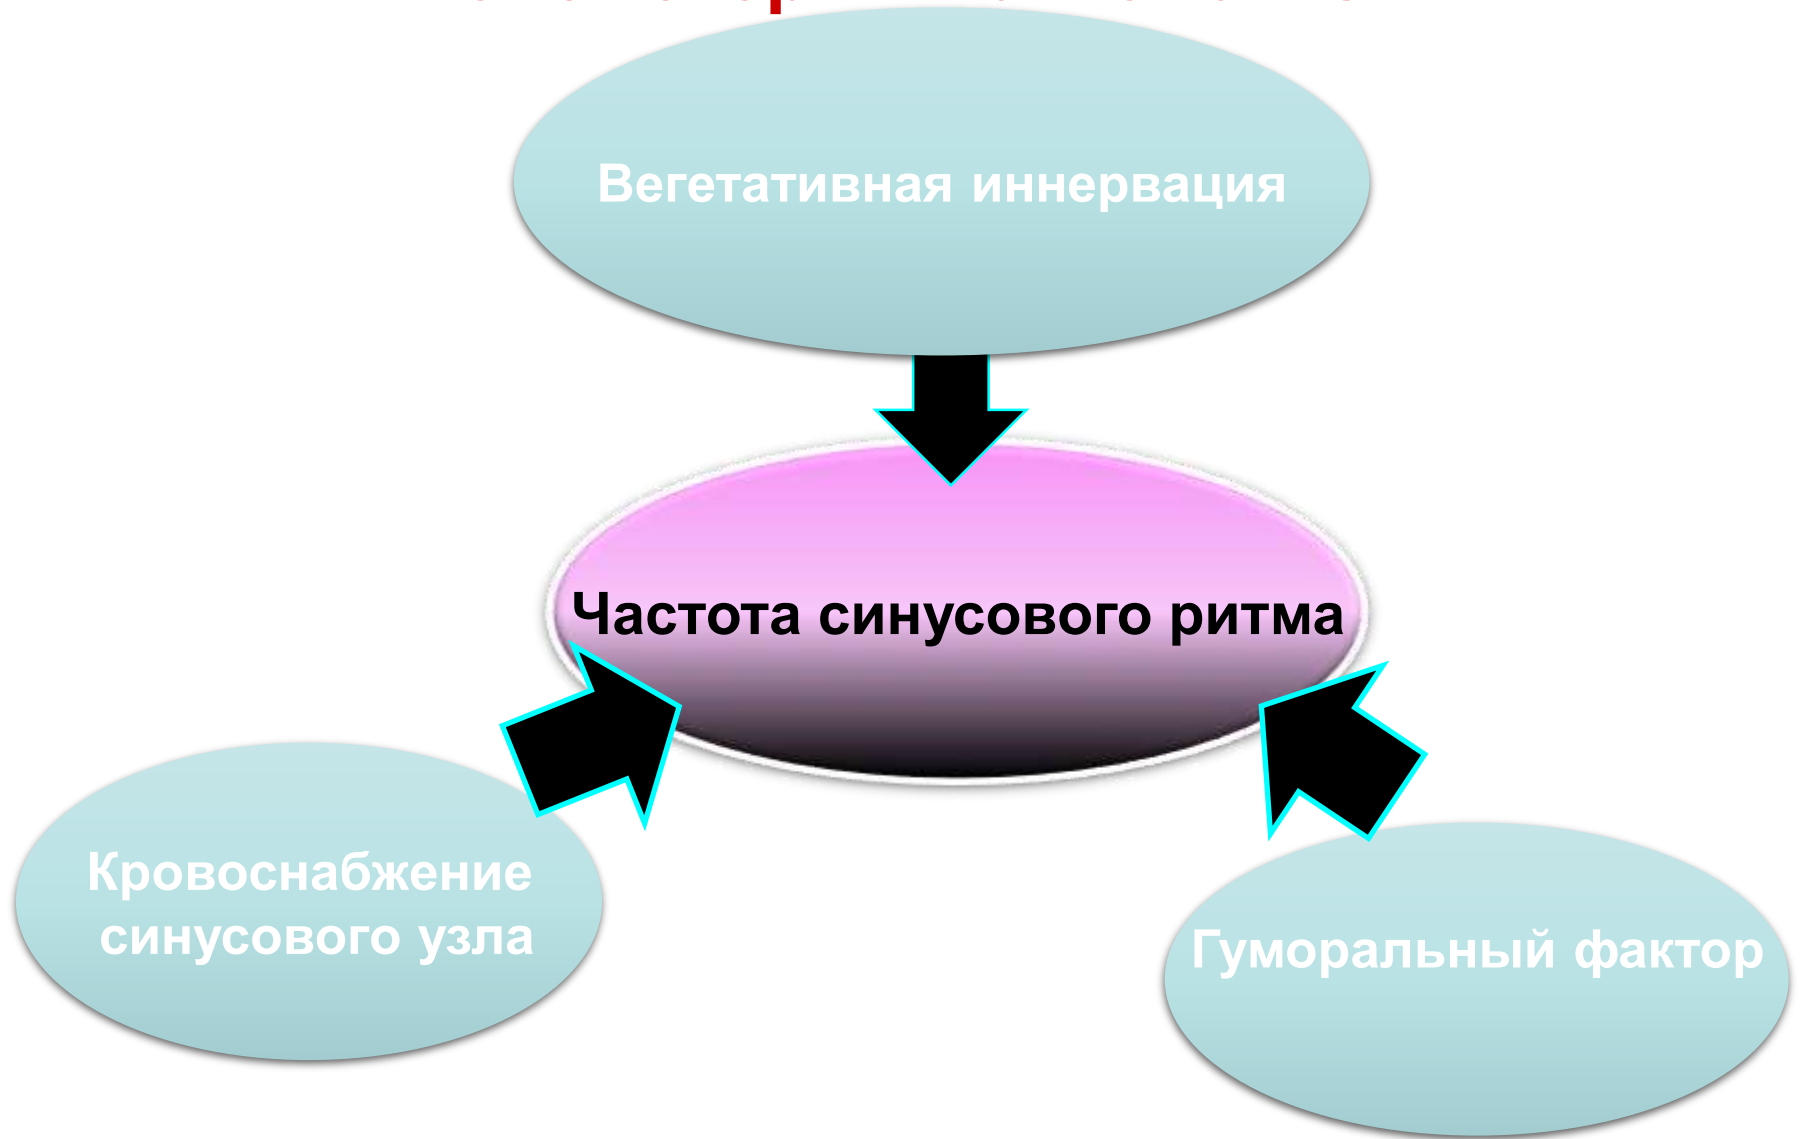 Вегетативная иннервация
Частота синусового ритма
Кровоснабжение
синусового узла
Гуморальный фактор